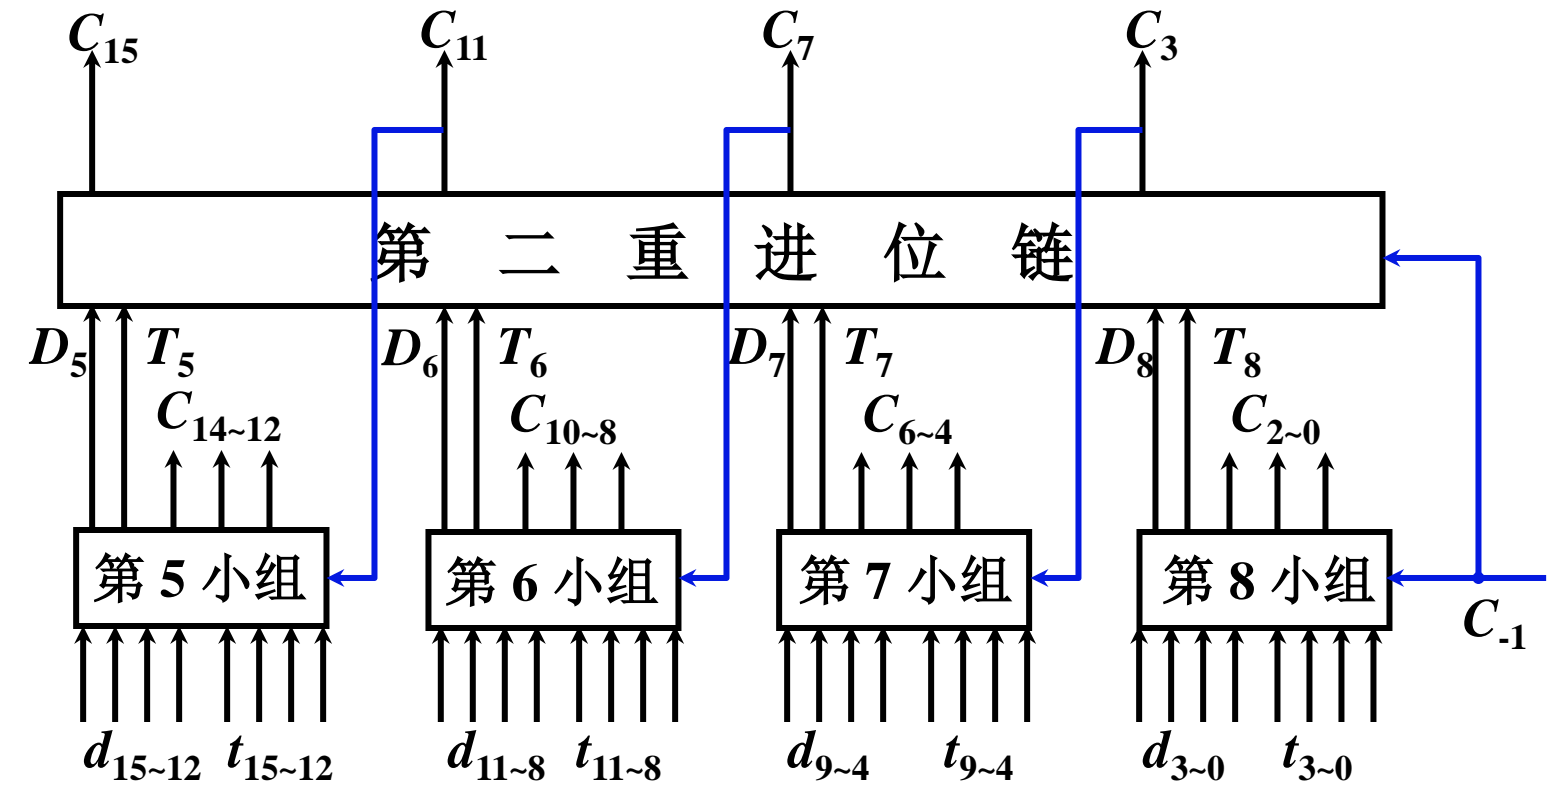 C15 C11 C7 C3
第二重进位链
D5 T5 D6 T6 D7 T7 D8 T8
C14~12 C10~8 C6~4 C2~0
第 5 小组 第 6 小组 第 7 小组 第 8 小组
C-1
d15~12 t15~12 d11~8 t11~8 d9~4 t9~4 d3~0 t3~0